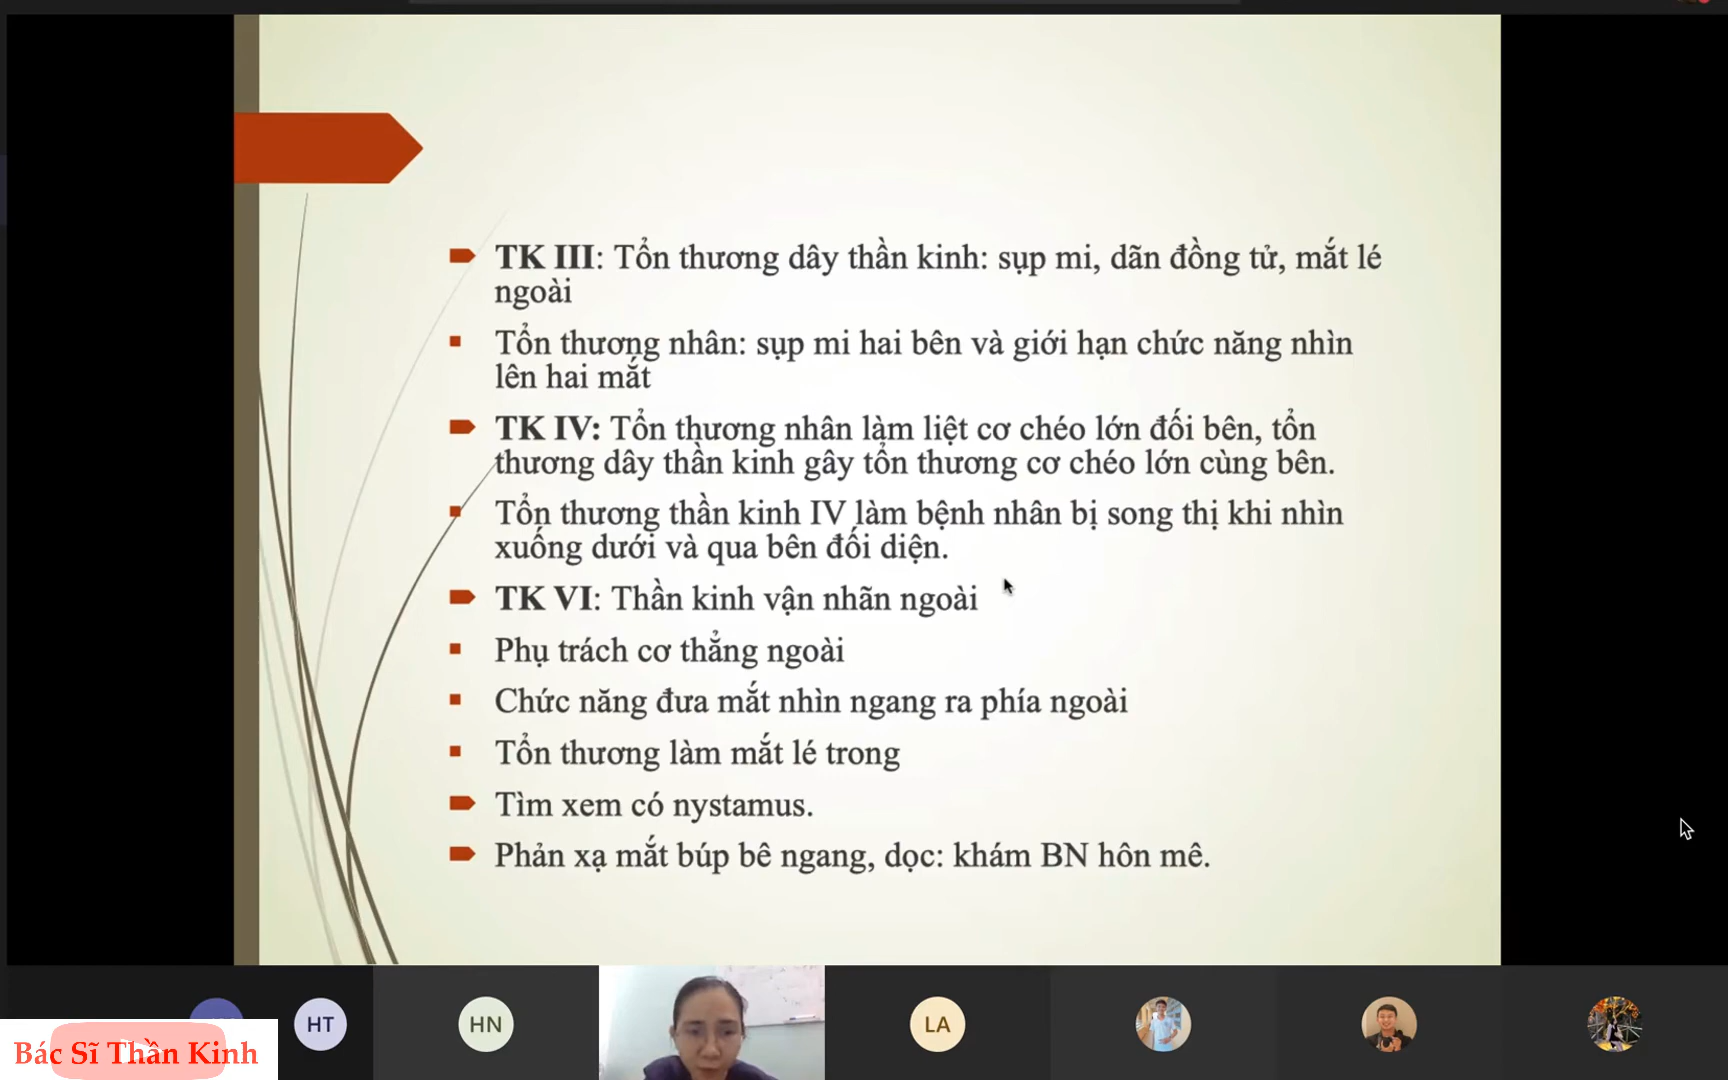 TK III: Tổn thương dây thần kinh: sụp mi, dãn đồng tử, mắt lé
ngoài
Tổn thương nhân: sụp mi hai bên và giới hạn chức năng nhìn
lên hai mắt
TK IV: Tổn thương nhân làm liệt cơ chéo lớn đối bên, tổn
thương dây thần kinh gây tổn thương cơ chéo lớn cùng bên.
Tổn thương thần kinh IV làm bệnh nhân bị song thị khi nhìn
xuống dưới và qua bên đối diện.
TK VI: Thần kinh vận nhãn ngoài
Phụ trách cơ thẳng ngoài
Chức năng đưa mắt nhìn ngang ra phía ngoài
Tổn thương làm mắt lé trong
Tìm xem có nystamus.
Phản xạ mắt búp bê ngang, dọc: khám BN hôn mê.
HT
HN
LA
Bác Sĩ Thần Kinh